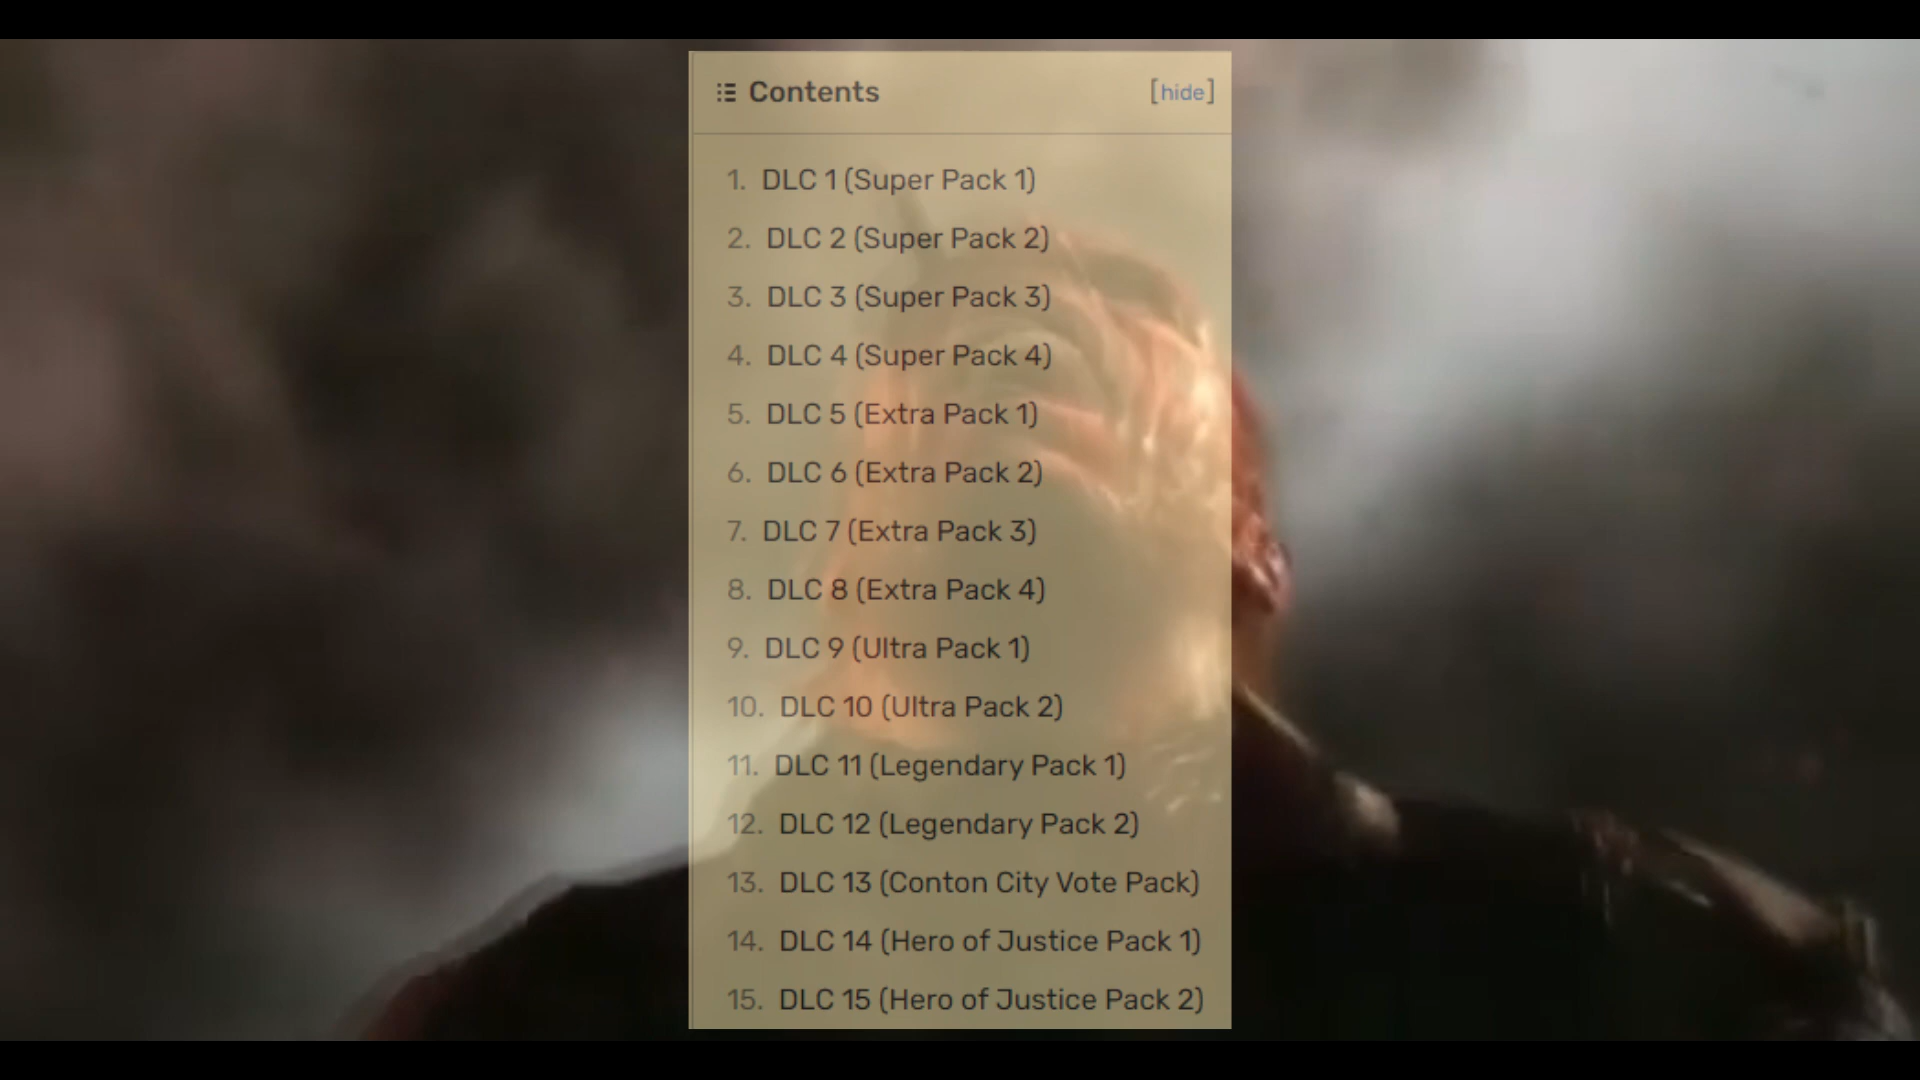 Contents [hide]
1. DLC 1 (Super Pack 1)
2. DLC 2 (Super Pack 2)
3. DLC 3 (Super Pack 3)
4. DLC 4 (Super Pack 4)
5. DLC 5 (Extra Pack 1)
6. DLC 6 (Extra Pack 2)
7. DLC 7 (Extra Pack 3)
8. DLC 8 (Extra Pack 4)
9. DLC 9 (Ultra Pack 1)
10. DLC 10 (Ultra Pack 2)
11. DLC 11 (Legendary Pack 1)
12. DLC 12 (Legendary Pack 2)
13. DLC 13 (Conton City Vote Pack)
14. DLC 14 (Hero of Justice Pack 1)
15. DLC 15 (Hero of Justice Pack 2)